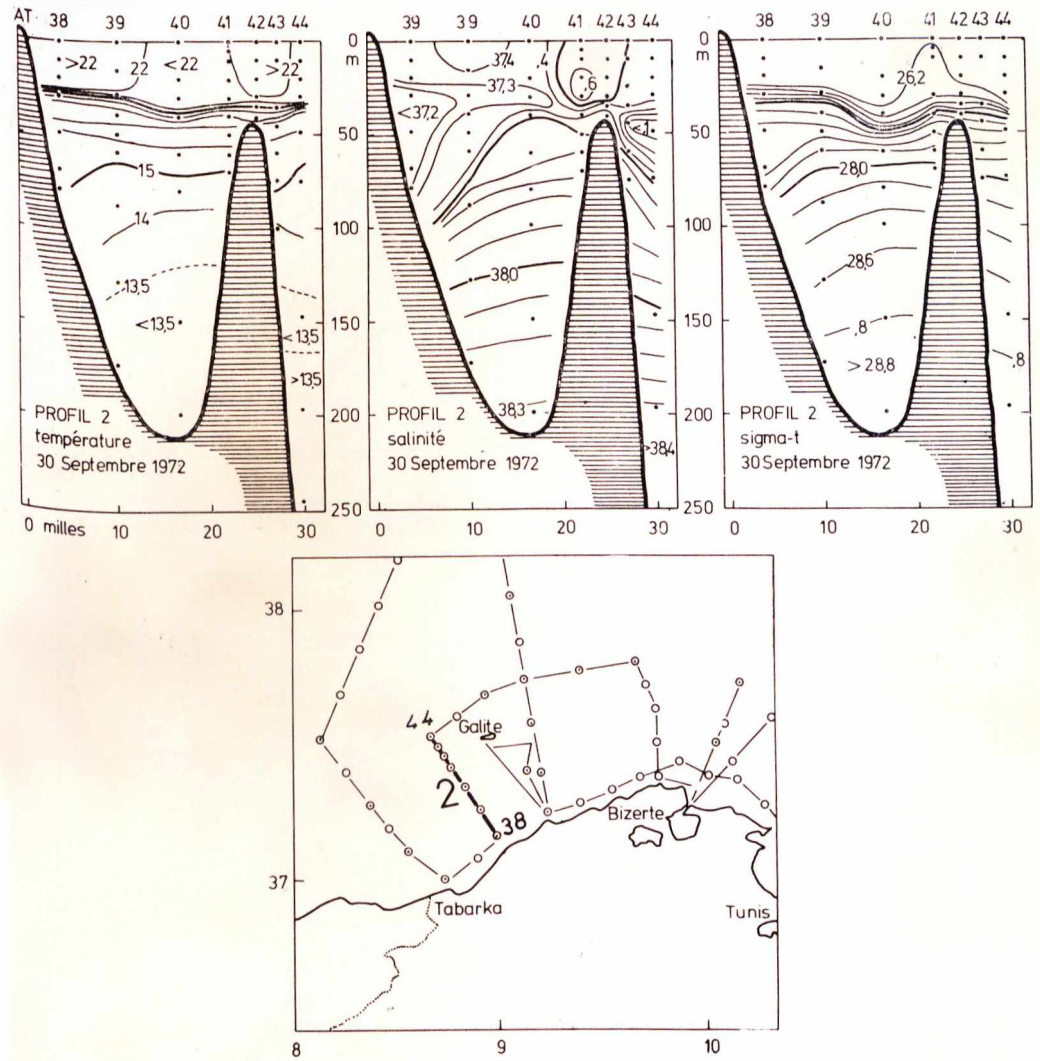 AT 38 39 40 41 42 43 44
>22 22 <22 >22
15
14
13,5
<13,5
<13,5
>13,5
PROFIL 2
température
30 Septembre 1972
0 milles 10 20 30
39 39 40 41 42 43 44
0
m
50
100
150
200
250
37,4 ,4 ,6
37,3
<37,2
38,0
38,3
>38,4
PROFIL 2
salinité
30 Septembre 1972
0 10 20 30
38 39 40 41 42 43 44
0
m
50
100
150
200
250
26,2
28,0
28,6
,8
>28,8
,8
PROFIL 2
sigma-t
30 Septembre 1972
0 10 20 30
38
44
Galite
2
38
Bizerte
37
Tabarka
Tunis
8 9 10